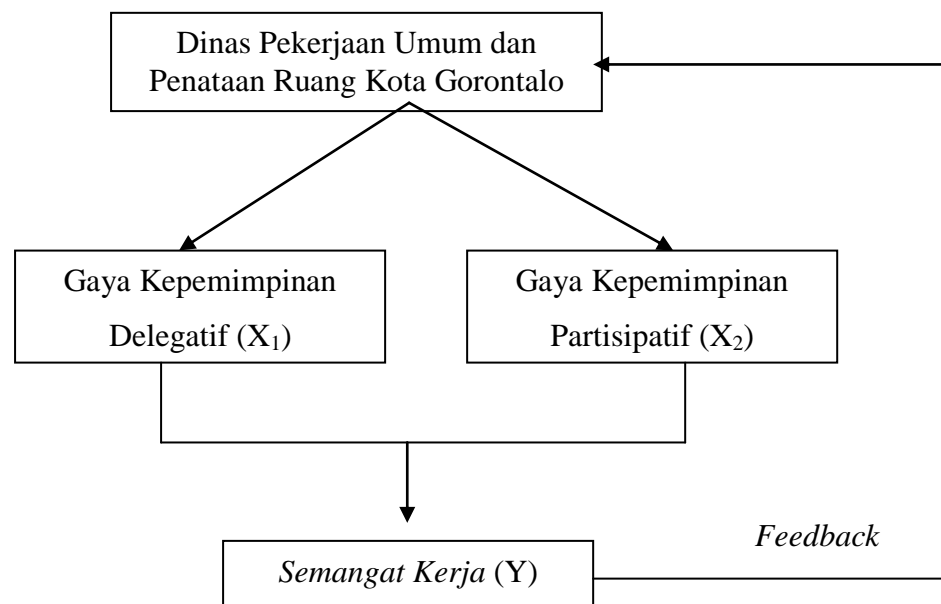 Dinas Pekerjaan Umum dan
Penataan Ruang Kota Gorontalo
Gaya Kepemimpinan
Delegatif (X₁)
Gaya Kepemimpinan
Partisipatif (X₂)
Feedback
Semangat Kerja (Y)